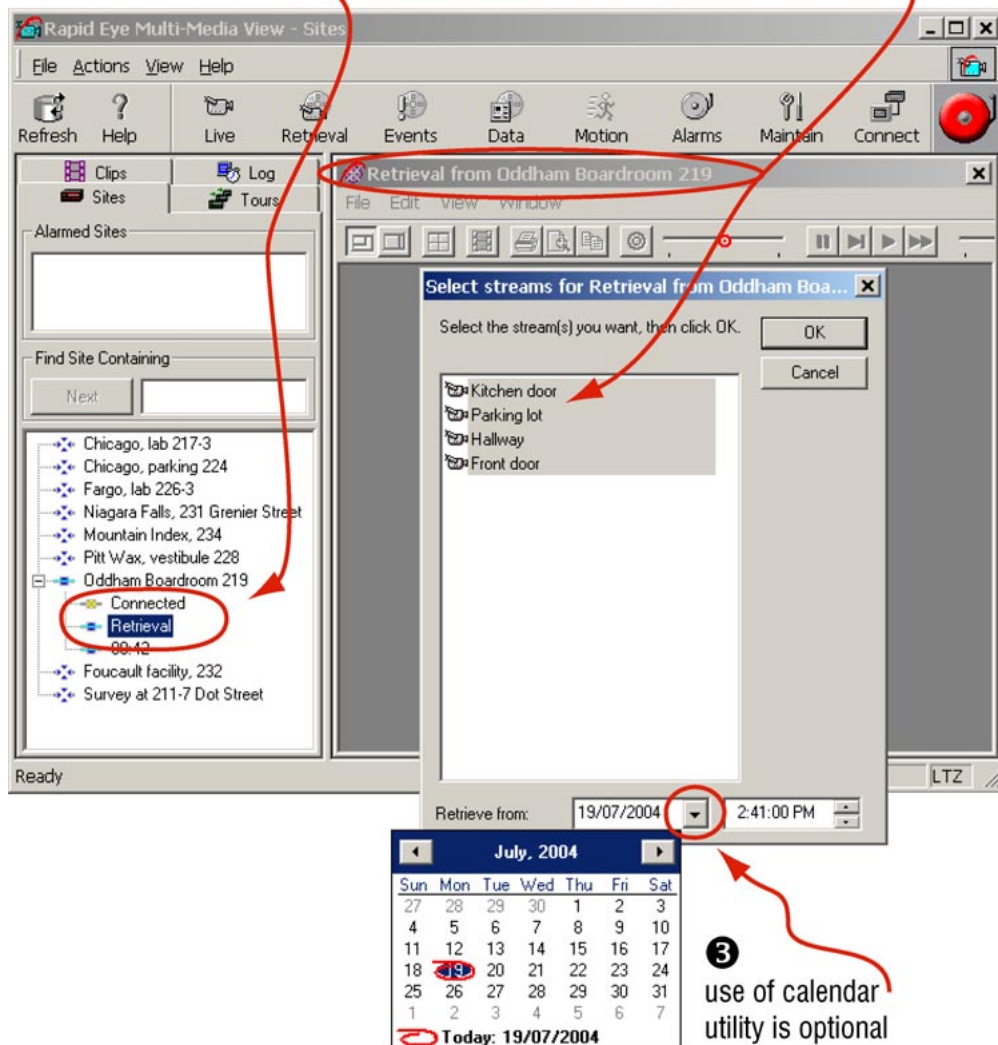 Rapid Eye Multi-Media View - Sites
File Actions View Help
Refresh Help Live Retrieval Events Data Motion Alarms Maintain Connect
Clips Log
Sites Tours
Alarmed Sites
Find Site Containing
Next
Chicago, lab 217-3
Chicago, parking 224
Fargo, lab 226-3
Niagara Falls, 231 Grenier Street
Mountain Index, 234
Pitt Wax, vestibule 228
Oddham Boardroom 219
Connected
Retrieval
00:42
Foucault facility, 232
Survey at 211-7 Dot Street
Ready
LTZ
Retrieval from Oddham Boardroom 219
File Edit View Window
Select streams for Retrieval from Oddham Boa...
Select the stream(s) you want, then click OK.
OK
Cancel
Kitchen door
Parking lot
Hallway
Front door
Retrieve from: 19/07/2004 2:41:00 PM
July, 2004
Sun Mon Tue Wed Thu Fri Sat
27 28 29 30 1 2 3
4 5 6 7 8 9 10
11 12 13 14 15 16 17
18 19 20 21 22 23 24
25 26 27 28 29 30 31
1 2 3 4 5 6 7
Today: 19/07/2004
❸
use of calendar
utility is optional